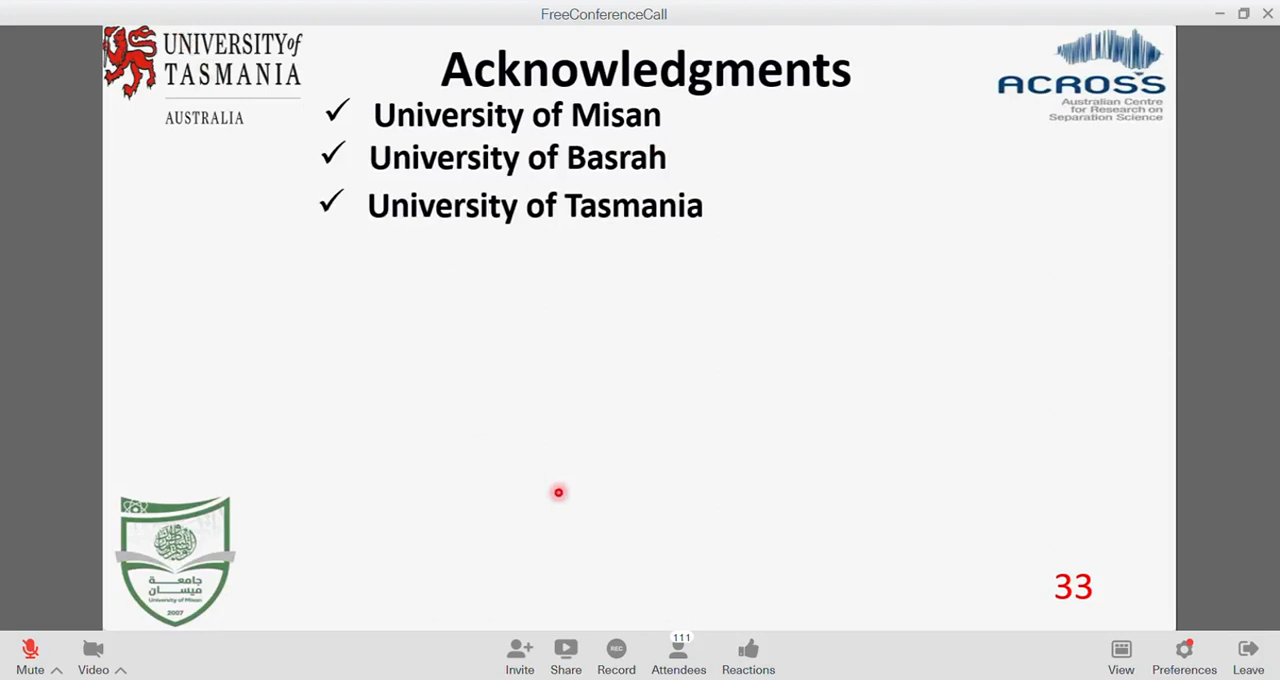 FreeConferenceCall
UNIVERSITY of
TASMANIA
AUSTRALIA
Acknowledgments
ACROSS
Australian Centre
for Research on
Separation Science
✓ University of Misan
✓ University of Basrah
✓ University of Tasmania
جامعة
ميسان
University of Misan
2007
33
111
REC
Mute
Video
Invite
Share
Record
Attendees
Reactions
View
Preferences
Leave